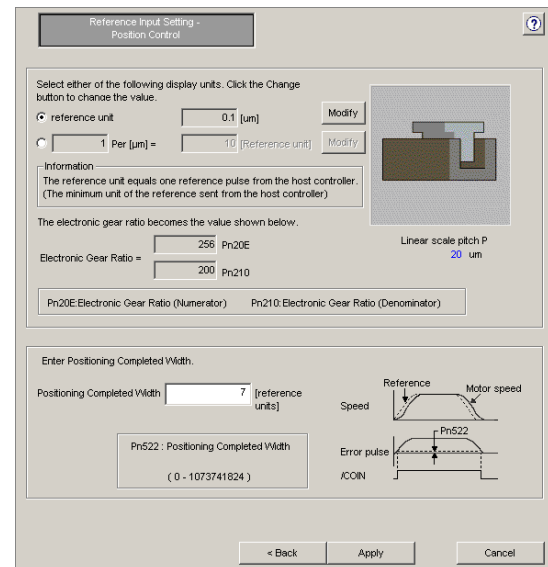 Reference Input Setting -
Position Control
?
Select either of the following display units. Click the Change
button to change the value.
reference unit 0.1 [um] Modify
1 Per [µm] = 10 [Reference unit] Modify
Information
The reference unit equals one reference pulse from the host controller.
(The minimum unit of the reference sent from the host controller)
The electronic gear ratio becomes the value shown below.
Electronic Gear Ratio =
256 Pn20E
200 Pn210
Linear scale pitch P
20 um
Pn20E:Electronic Gear Ratio (Numerator) Pn210:Electronic Gear Ratio (Denominator)
Enter Positioning Completed Width.
Positioning Completed Width 7 [reference
units]
Pn522 : Positioning Completed Width
( 0 - 1073741824 )
Reference
Motor speed
Speed
Pn522
Error pulse
/COIN
< Back Apply Cancel